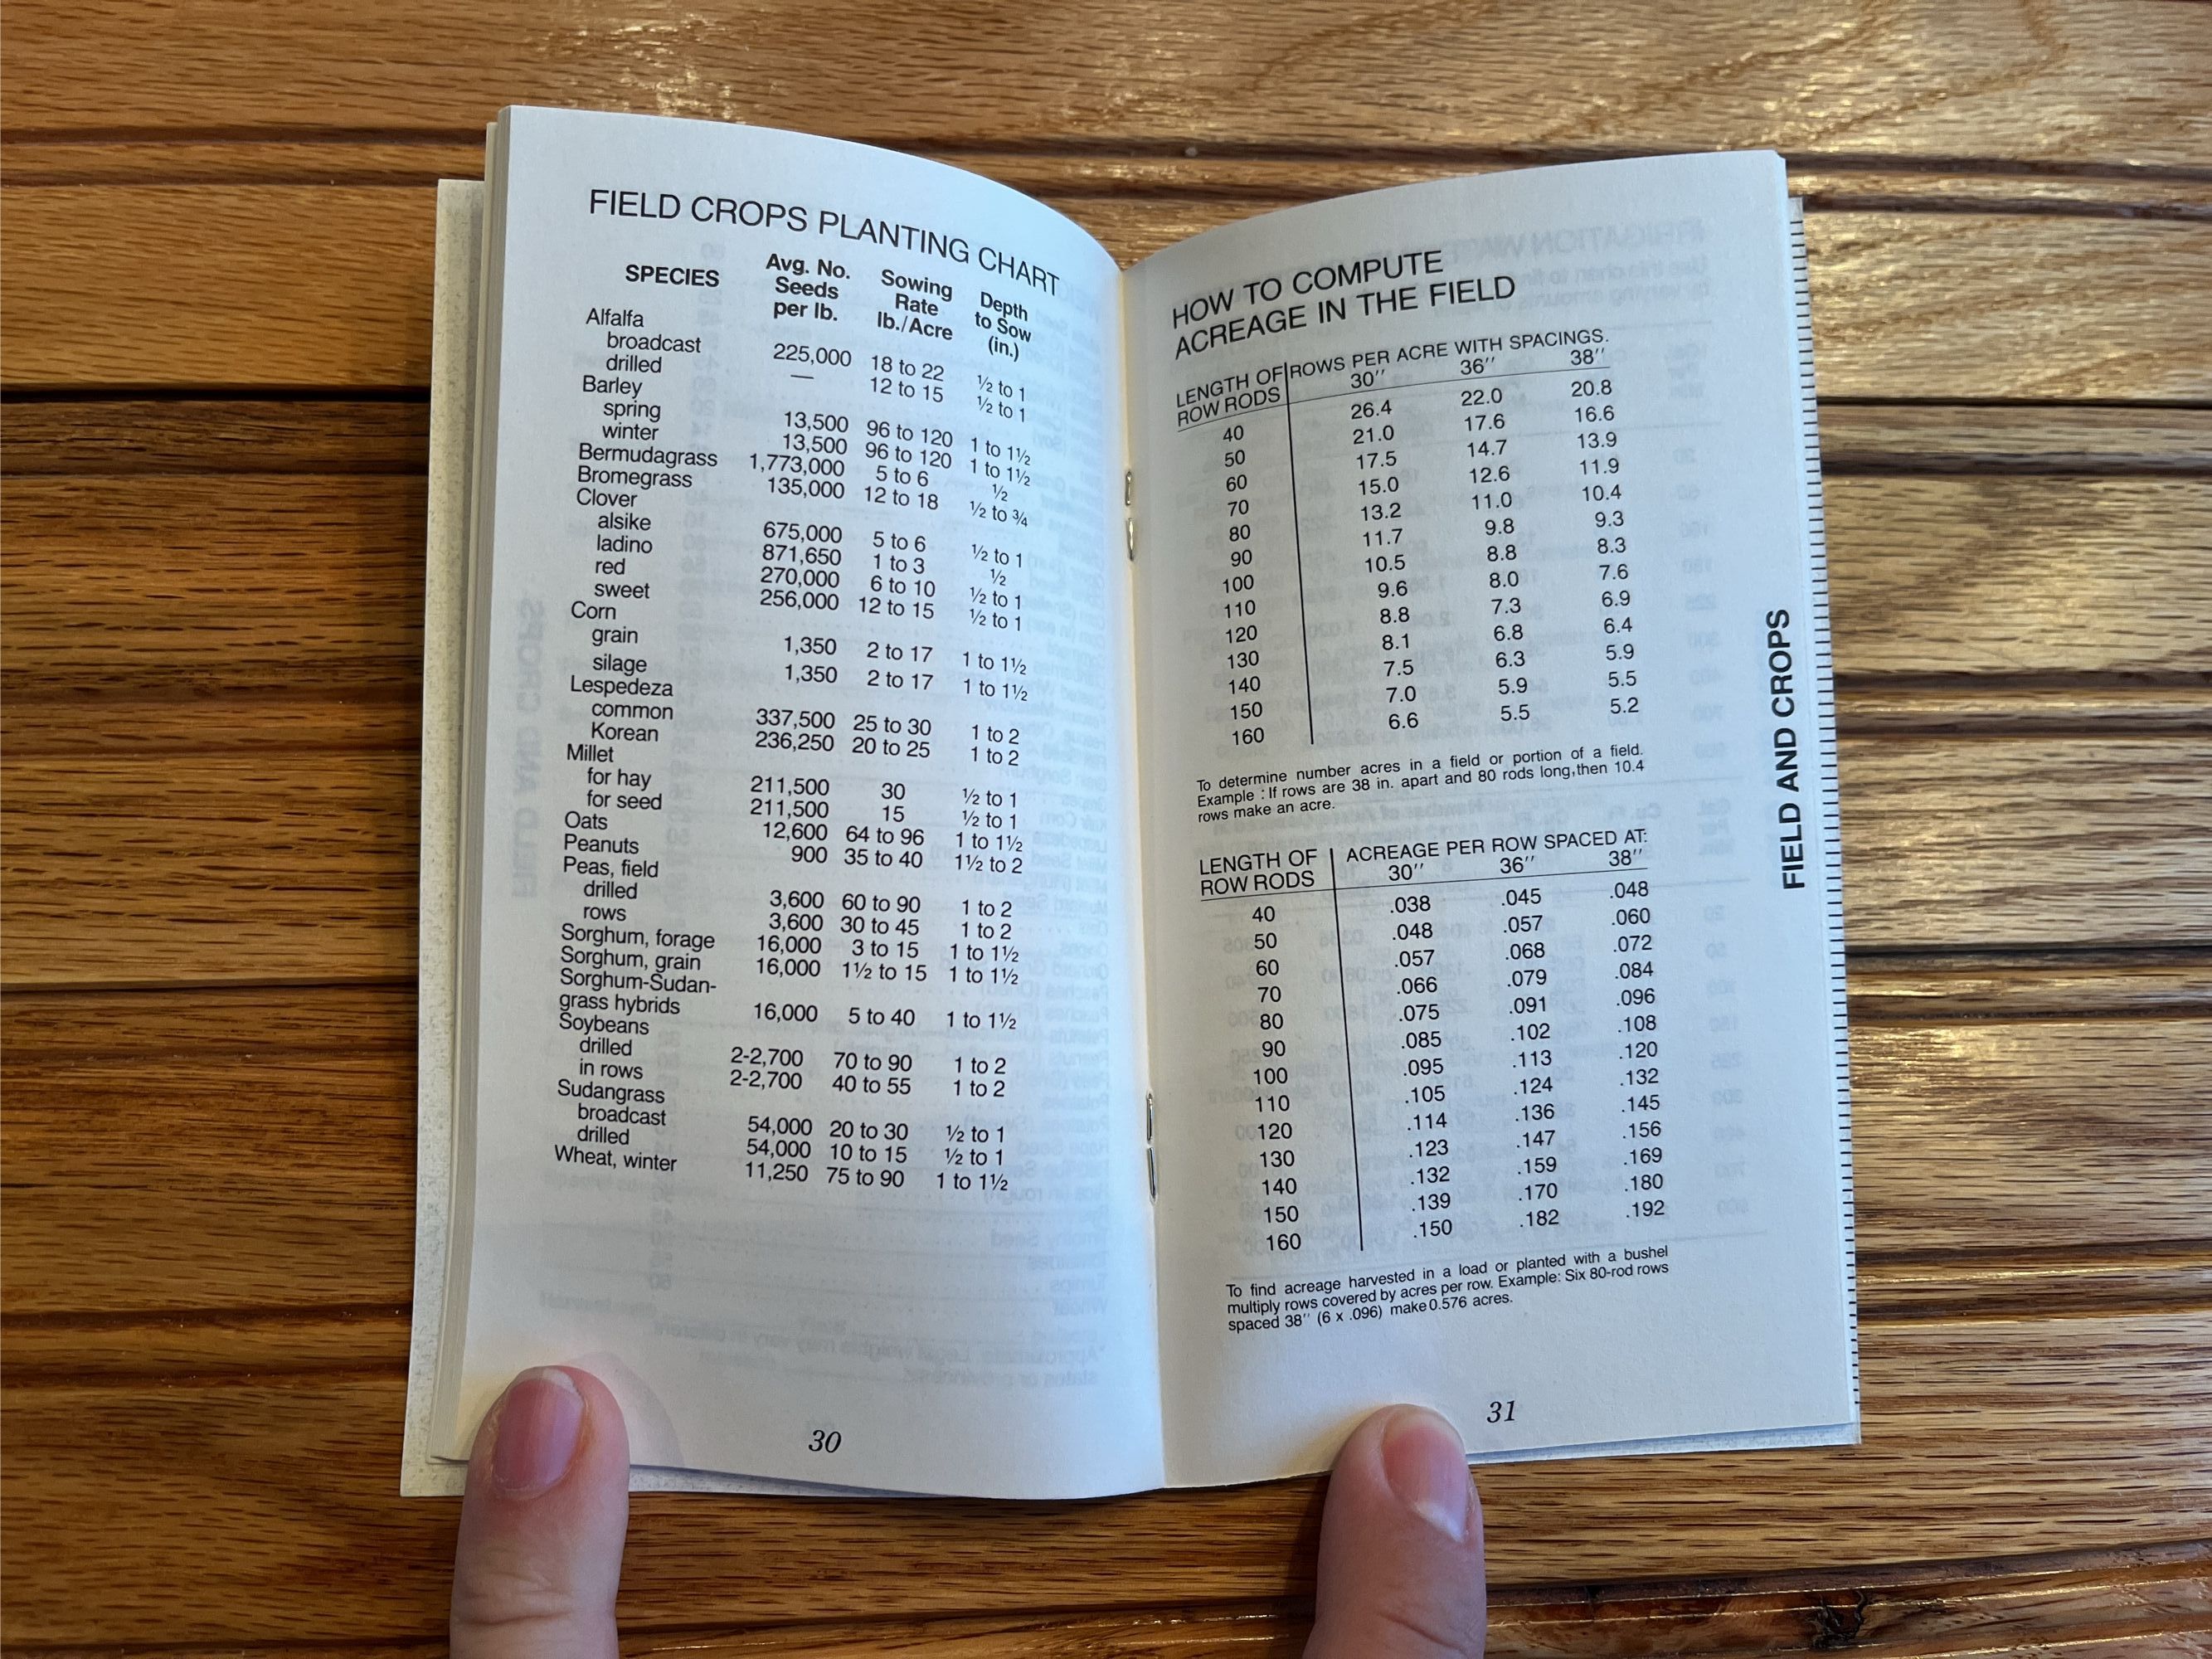 FIELD CROPS PLANTING CHART
SPECIES Avg. No. Seeds per lb. Sowing Rate lb./Acre Depth to Sow (in.)
Alfalfa
broadcast 225,000 18 to 22 ½ to 1
drilled — 12 to 15 ½ to 1
Barley
spring 13,500 96 to 120 1 to 1½
winter 13,500 96 to 120 1 to 1½
Bermudagrass 1,773,000 5 to 6 ½
Bromegrass 135,000 12 to 18 ½ to ¾
Clover
alsike 675,000 5 to 6 ½ to 1
ladino 871,650 1 to 3 ½
red 270,000 6 to 10 ½ to 1
sweet 256,000 12 to 15 ½ to 1
Corn
grain 1,350 2 to 17 1 to 1½
silage 1,350 2 to 17 1 to 1½
Lespedeza
common 337,500 25 to 30 1 to 2
Korean 236,250 20 to 25 1 to 2
Millet
for hay 211,500 30 ½ to 1
for seed 211,500 15 ½ to 1
Oats 12,600 64 to 96 1 to 1½
Peanuts 900 35 to 40 1½ to 2
Peas, field
drilled 3,600 60 to 90 1 to 2
rows 3,600 30 to 45 1 to 2
Sorghum, forage 16,000 3 to 15 1 to 1½
Sorghum, grain 16,000 1½ to 15 1 to 1½
Sorghum-Sudan-
grass hybrids 16,000 5 to 40 1 to 1½
Soybeans
drilled 2-2,700 70 to 90 1 to 2
in rows 2-2,700 40 to 55 1 to 2
Sudangrass
broadcast 54,000 20 to 30 ½ to 1
drilled 54,000 10 to 15 ½ to 1
Wheat, winter 11,250 75 to 90 1 to 1½
30
HOW TO COMPUTE
ACREAGE IN THE FIELD
LENGTH OF ROWS PER ACRE WITH SPACINGS.
ROW RODS 30'' 36'' 38''
40 26.4 22.0 20.8
50 21.0 17.6 16.6
60 17.5 14.7 13.9
70 15.0 12.6 11.9
80 13.2 11.0 10.4
90 11.7 9.8 9.3
100 10.5 8.8 8.3
110 9.6 8.0 7.6
120 8.8 7.3 6.9
130 8.1 6.8 6.4
140 7.5 6.3 5.9
150 7.0 5.9 5.5
160 6.6 5.5 5.2
To determine number acres in a field or portion of a field.
Example : If rows are 38 in. apart and 80 rods long, then 10.4
rows make an acre.
LENGTH OF ACREAGE PER ROW SPACED AT:
ROW RODS 30'' 36'' 38''
40 .038 .045 .048
50 .048 .057 .060
60 .057 .068 .072
70 .066 .079 .084
80 .075 .091 .096
90 .085 .102 .108
100 .095 .113 .120
110 .105 .124 .132
120 .114 .136 .145
130 .123 .147 .156
140 .132 .159 .169
150 .139 .170 .180
160 .150 .182 .192
To find acreage harvested in a load or planted with a bushel
multiply rows covered by acres per row. Example: Six 80-rod rows
spaced 38'' (6 x .096) make 0.576 acres.
31
FIELD AND CROPS